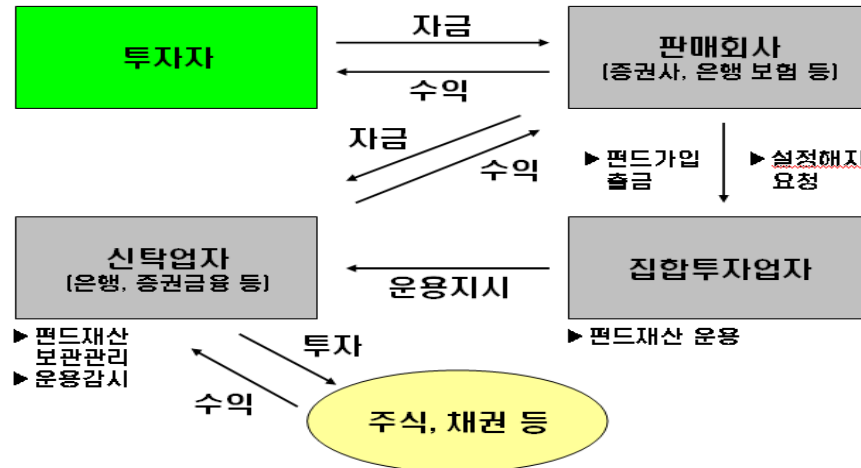 투자자
자금
수익
판매회사
(증권사, 은행 보험 등)
자금
수익
▶ 펀드가입
출금
▶ 설정해지
요청
신탁업자
(은행, 증권금융 등)
운용지시
집합투자업자
▶ 펀드재산
보관관리
▶ 운용감시
▶ 펀드재산 운용
투자
수익
주식, 채권 등